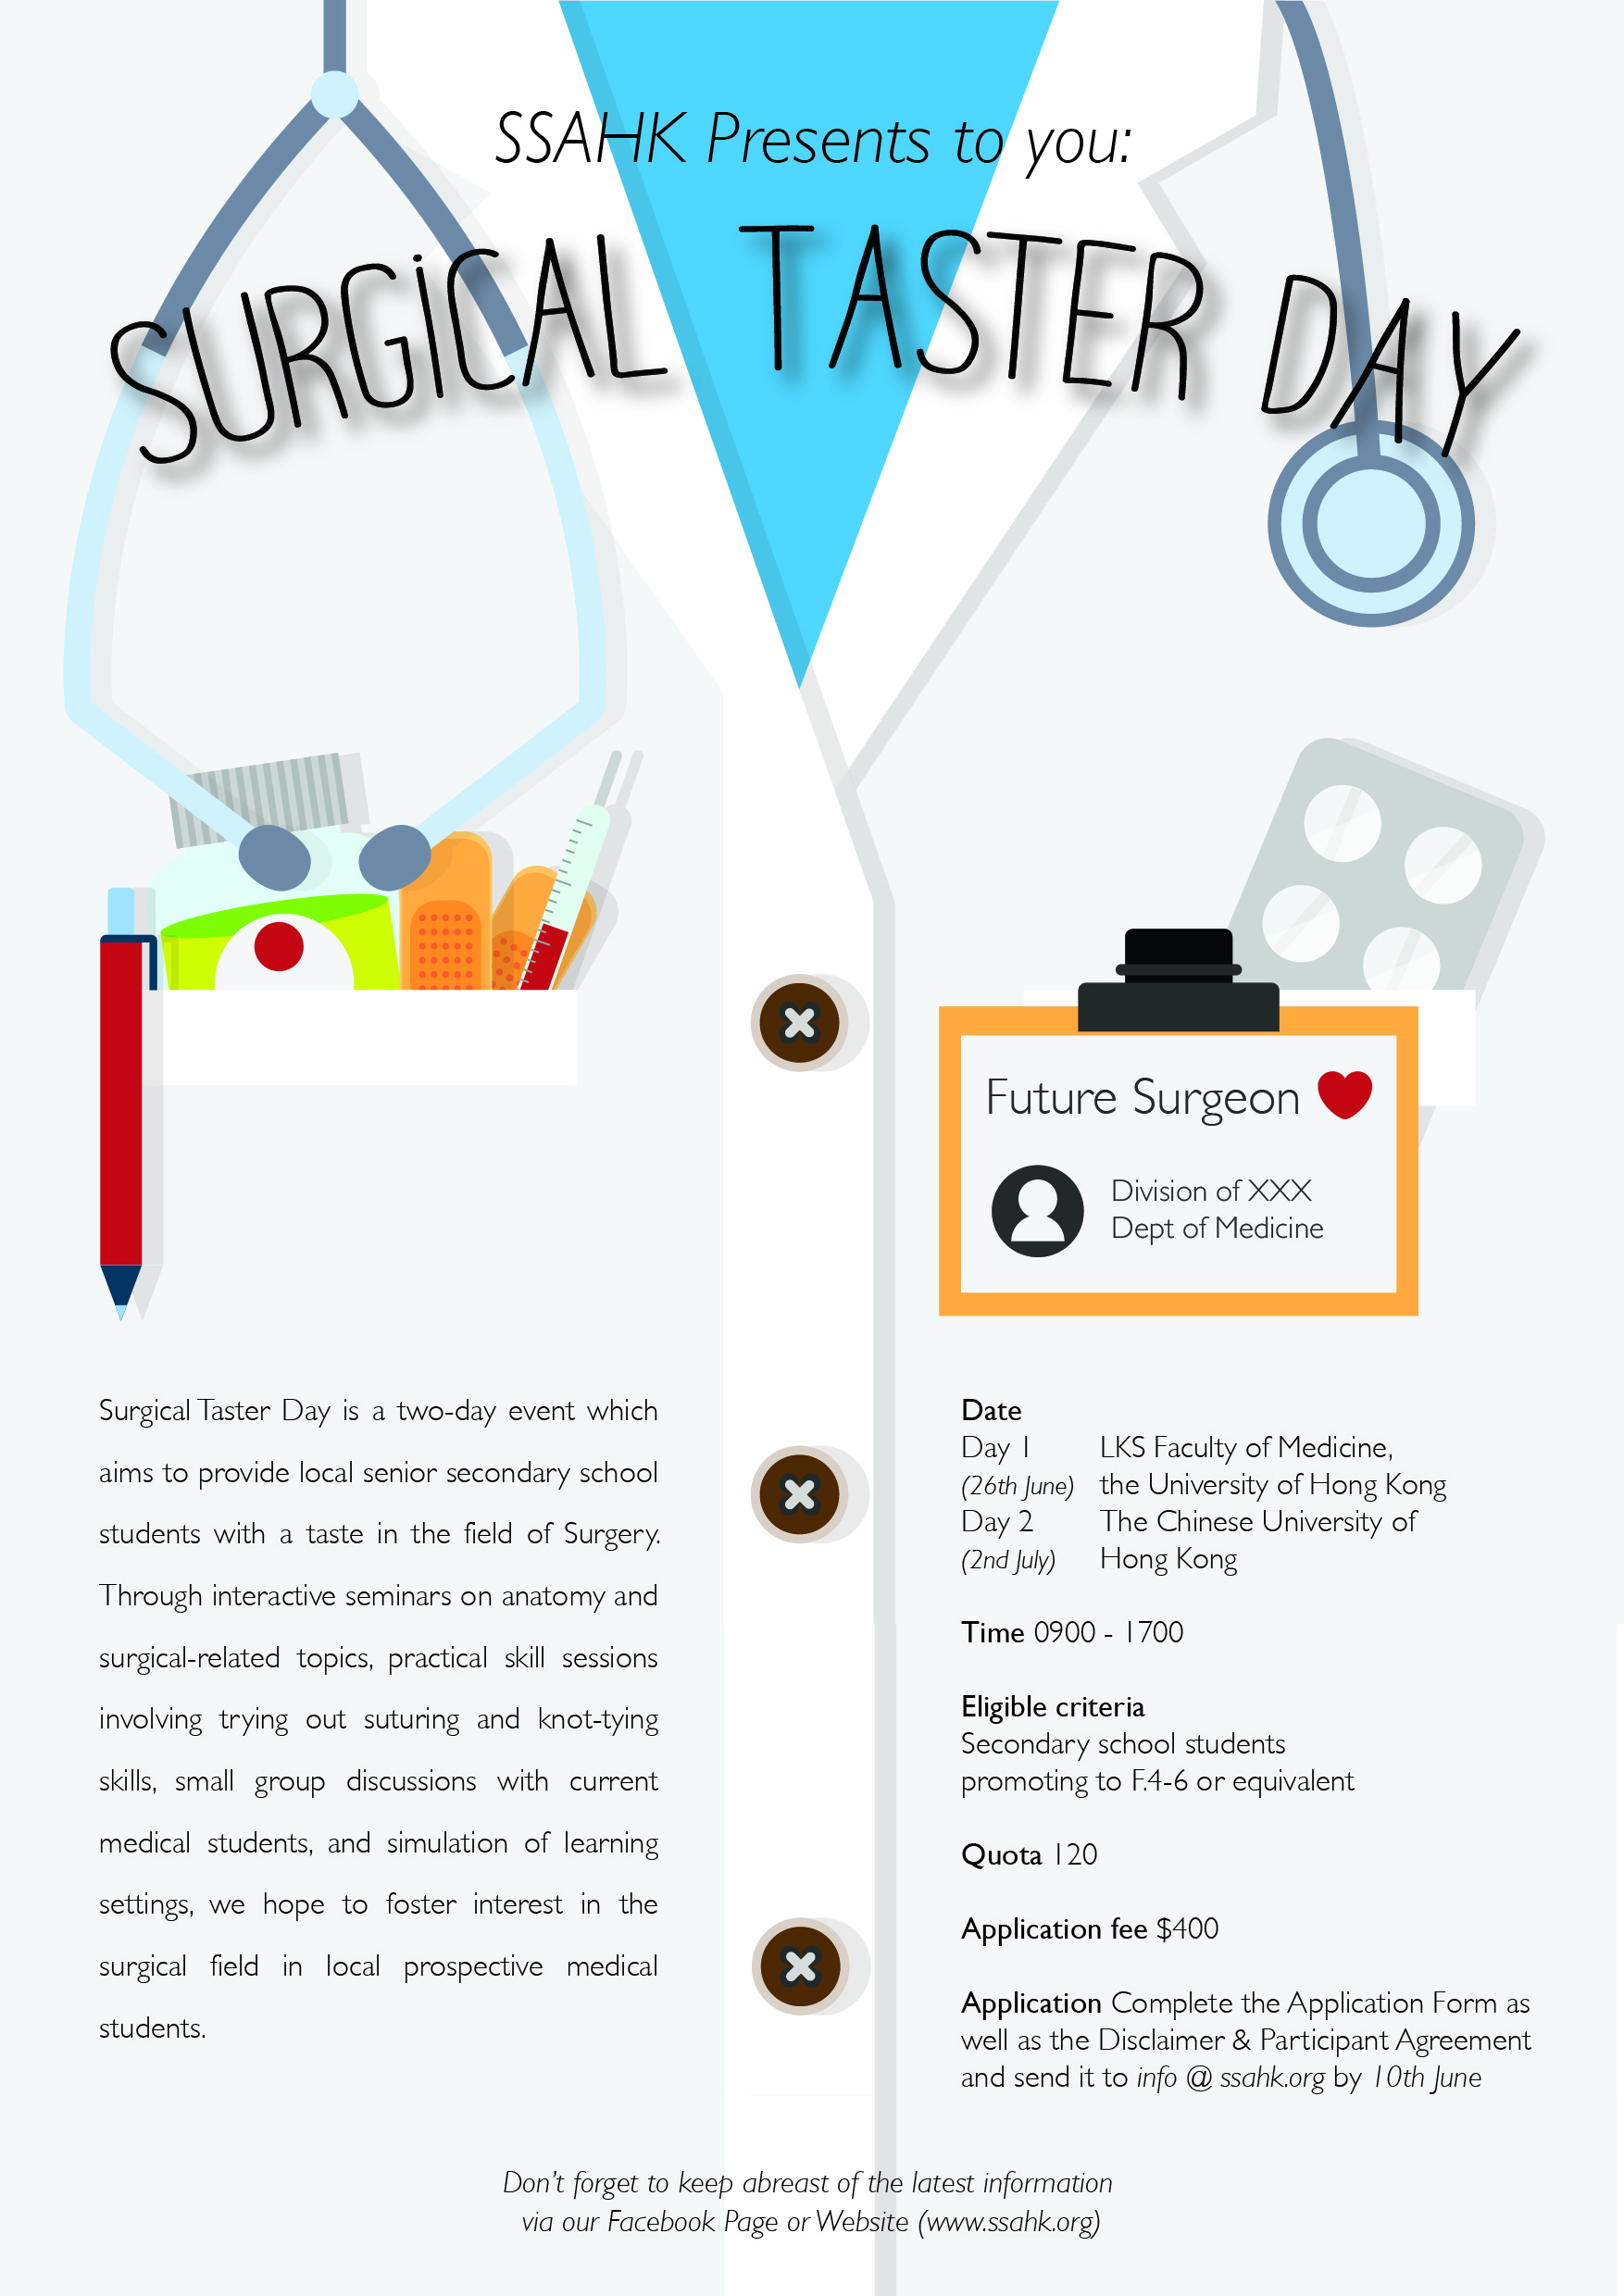 SSAHK Presents to you:
SURGiCAL TASTER DAY
Future Surgeon
Division of XXX
Dept of Medicine
Surgical Taster Day is a two-day event which
aims to provide local senior secondary school
students with a taste in the field of Surgery.
Through interactive seminars on anatomy and
surgical-related topics, practical skill sessions
involving trying out suturing and knot-tying
skills, small group discussions with current
medical students, and simulation of learning
settings, we hope to foster interest in the
surgical field in local prospective medical
students.
Date
Day 1 LKS Faculty of Medicine,
(26th June) the University of Hong Kong
Day 2 The Chinese University of
(2nd July) Hong Kong
Time 0900 - 1700
Eligible criteria
Secondary school students
promoting to F.4-6 or equivalent
Quota 120
Application fee $400
Application Complete the Application Form as
well as the Disclaimer & Participant Agreement
and send it to info @ ssahk.org by 10th June
Don't forget to keep abreast of the latest information
via our Facebook Page or Website (www.ssahk.org)